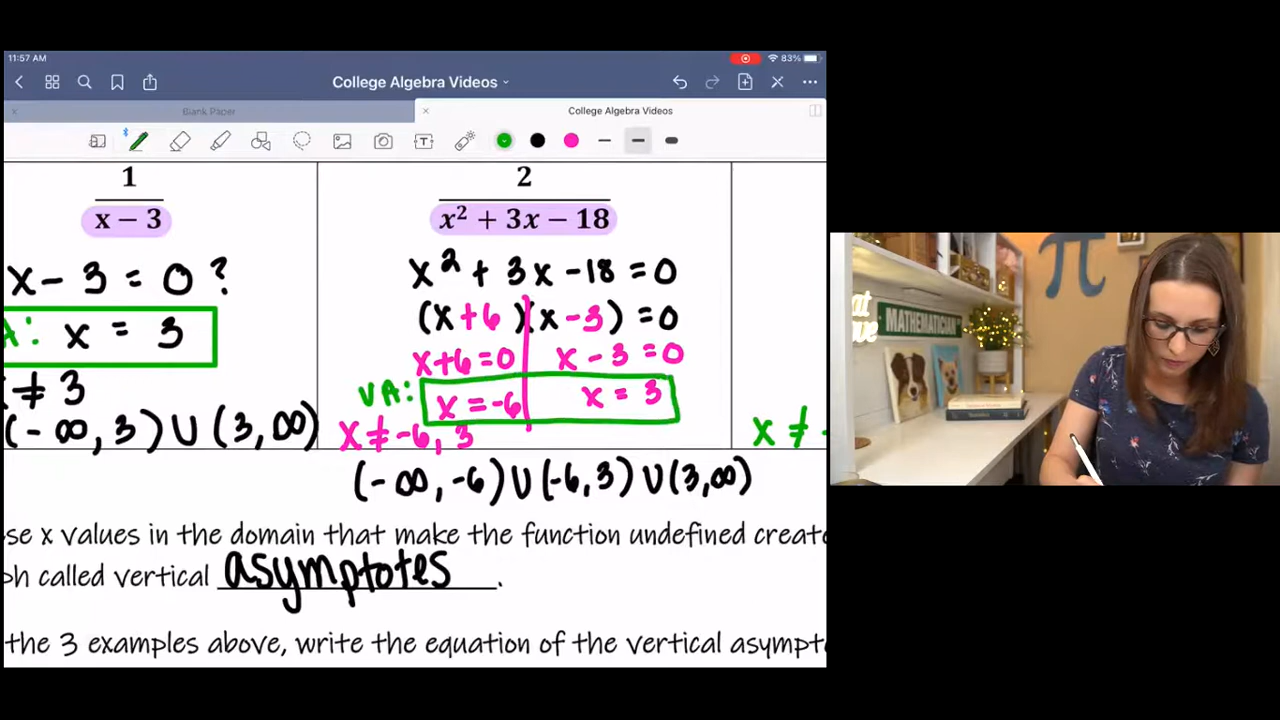 11:57 AM
83%
College Algebra Videos
Blank Paper
College Algebra Videos
1
x − 3
x - 3 = 0 ?
A: x = 3
≠ 3
(-∞, 3) ∪ (3, ∞)
2
x² + 3x − 18
x² + 3x - 18 = 0
(x + 6)(x - 3) = 0
x + 6 = 0 x - 3 = 0
VA: x = -6 x = 3
x ≠ -6, 3
(-∞, -6) ∪ (-6, 3) ∪ (3, ∞)
x ≠ -
se x values in the domain that make the function undefined create
ph called vertical asymptotes.
the 3 examples above, write the equation of the vertical asympt
π
MATHEMATICIAN